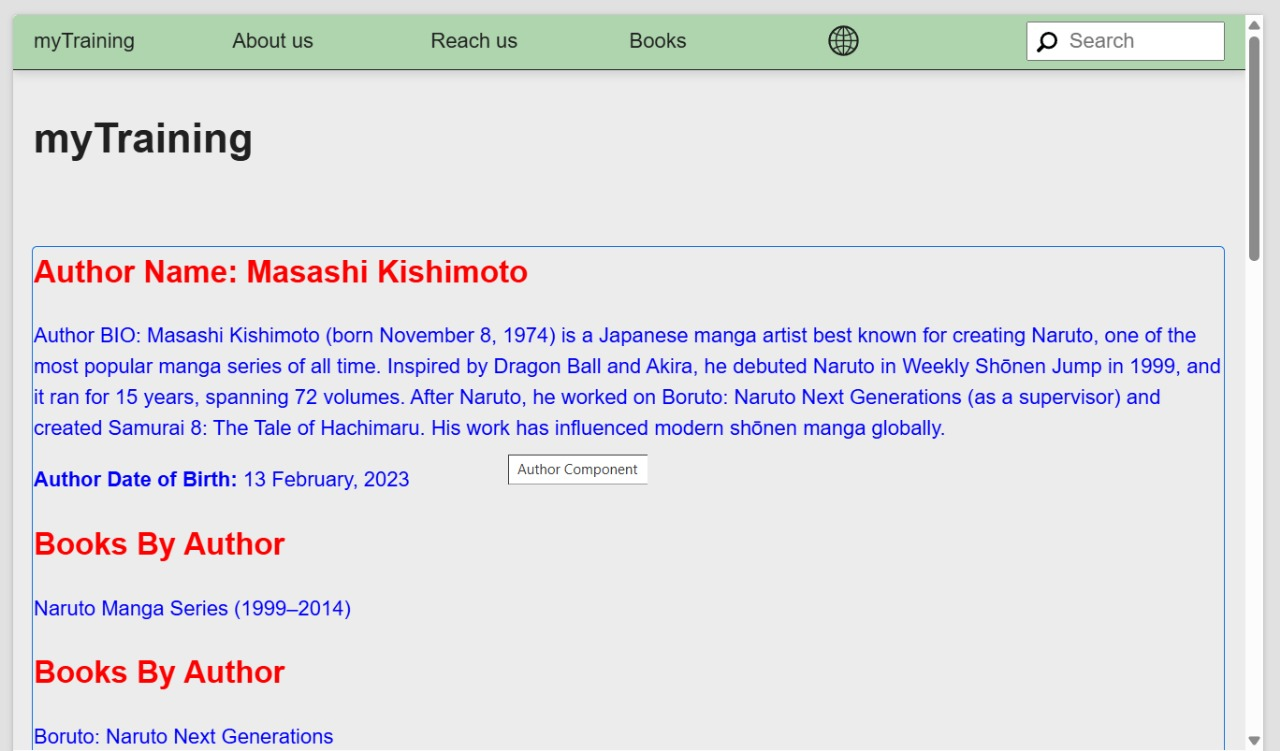 myTraining
About us
Reach us
Books
Search
myTraining
Author Name: Masashi Kishimoto
Author BIO: Masashi Kishimoto (born November 8, 1974) is a Japanese manga artist best known for creating Naruto, one of the
most popular manga series of all time. Inspired by Dragon Ball and Akira, he debuted Naruto in Weekly Shōnen Jump in 1999, and
it ran for 15 years, spanning 72 volumes. After Naruto, he worked on Boruto: Naruto Next Generations (as a supervisor) and
created Samurai 8: The Tale of Hachimaru. His work has influenced modern shōnen manga globally.
Author Component
Author Date of Birth: 13 February, 2023
Books By Author
Naruto Manga Series (1999–2014)
Books By Author
Boruto: Naruto Next Generations